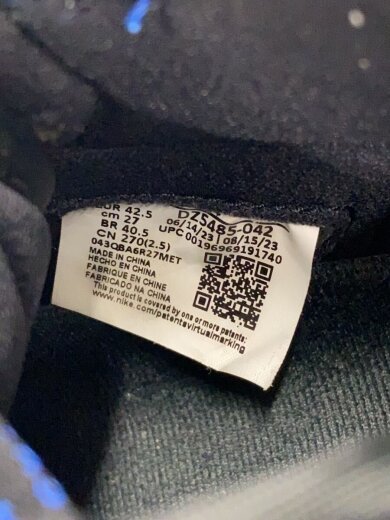 EUR 42.5
cm 27
BR 40.5
CN 270(2.5)
043QBA6R27MET
MADE IN CHINA
HECHO EN CHINA
FABRIQUE EN CHINE
FABRICADO NA CHINA
This product is covered by one or more patents:
www.nike.com/patentsvirtualmarking
DZ5485-042
06/14/23 08/15/23
UPC 00196969191740